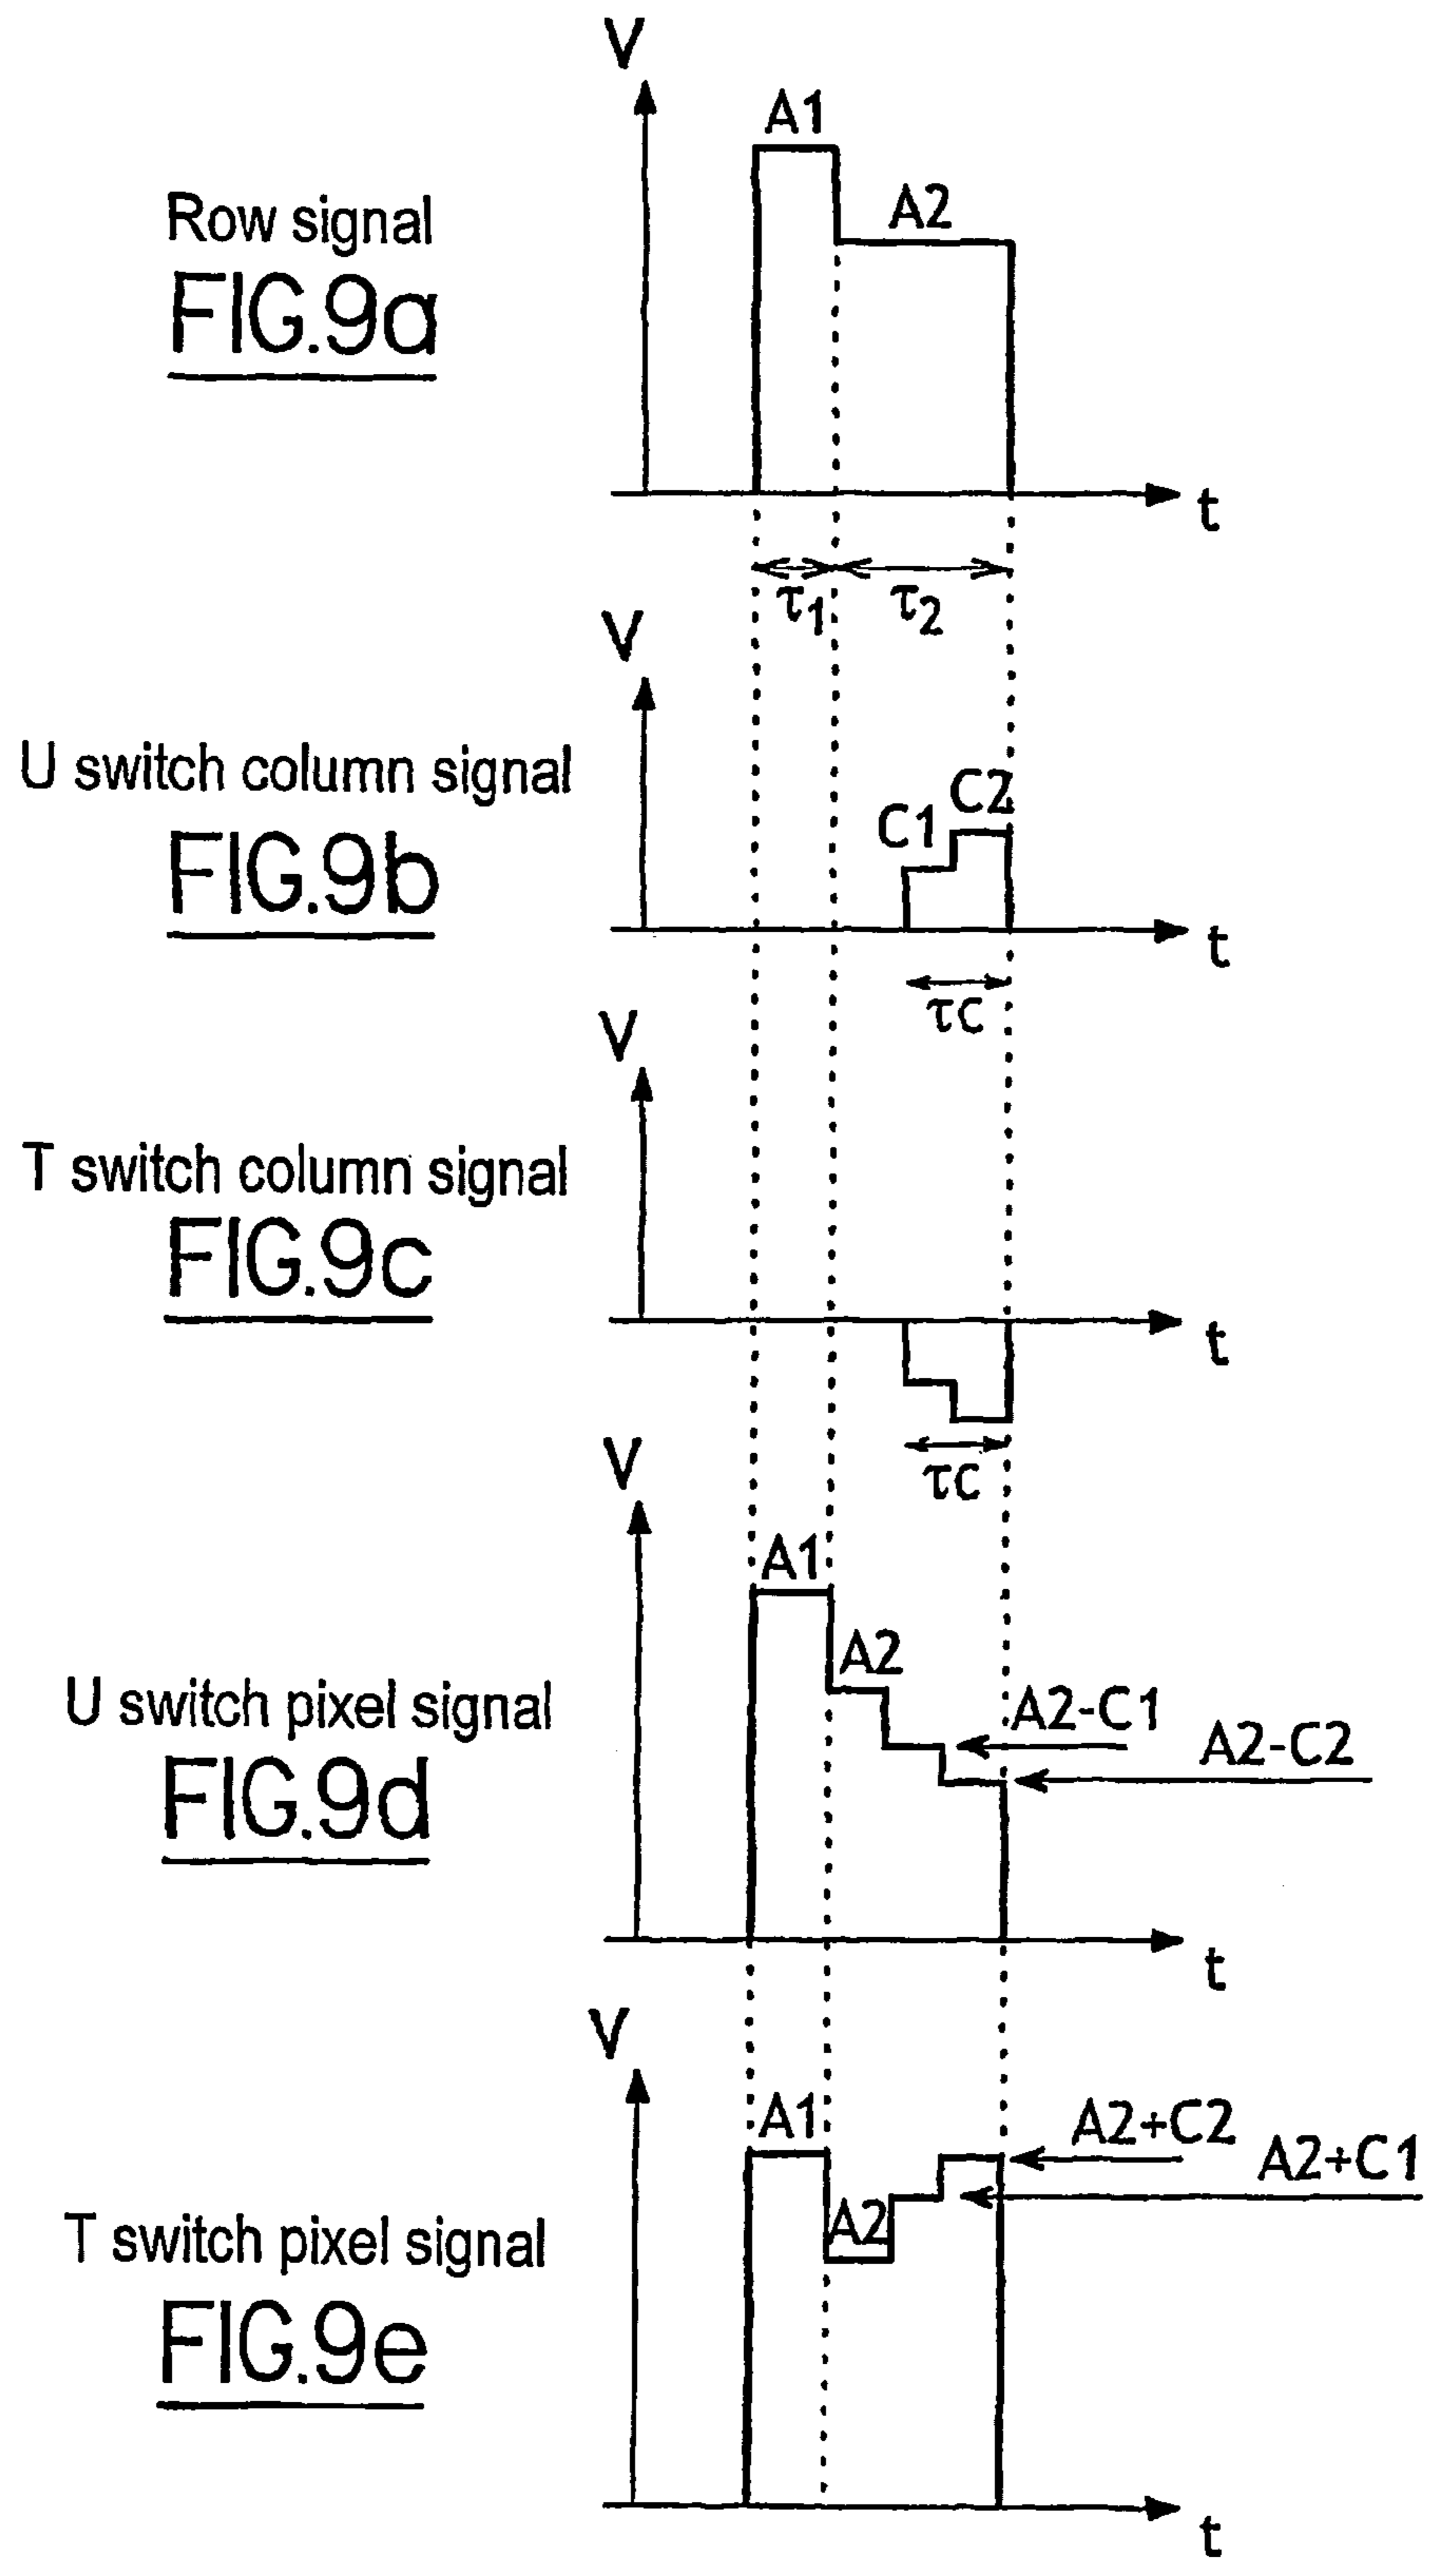 V
A1
A2
Row signal
FIG.9a
t
τ1 τ2
V
U switch column signal
C1 C2
FIG.9b
t
τc
V
T switch column signal
FIG.9c
t
τc
V
A1
A2
U switch pixel signal
A2-C1
A2-C2
FIG.9d
t
V
A1
A2+C2
A2+C1
A2
T switch pixel signal
FIG.9e
t